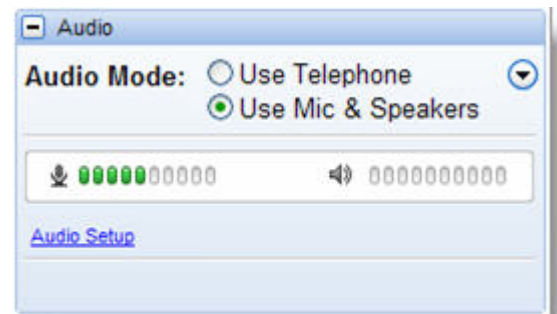 Audio
Audio Mode: Use Telephone
Use Mic & Speakers
Audio Setup